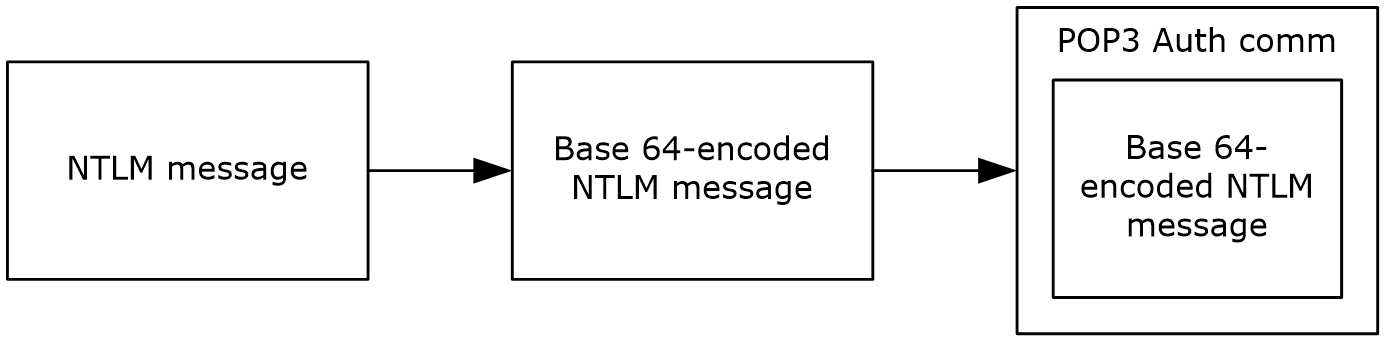 NTLM message
Base 64-encoded
NTLM message
POP3 Auth comm
Base 64-
encoded NTLM
message